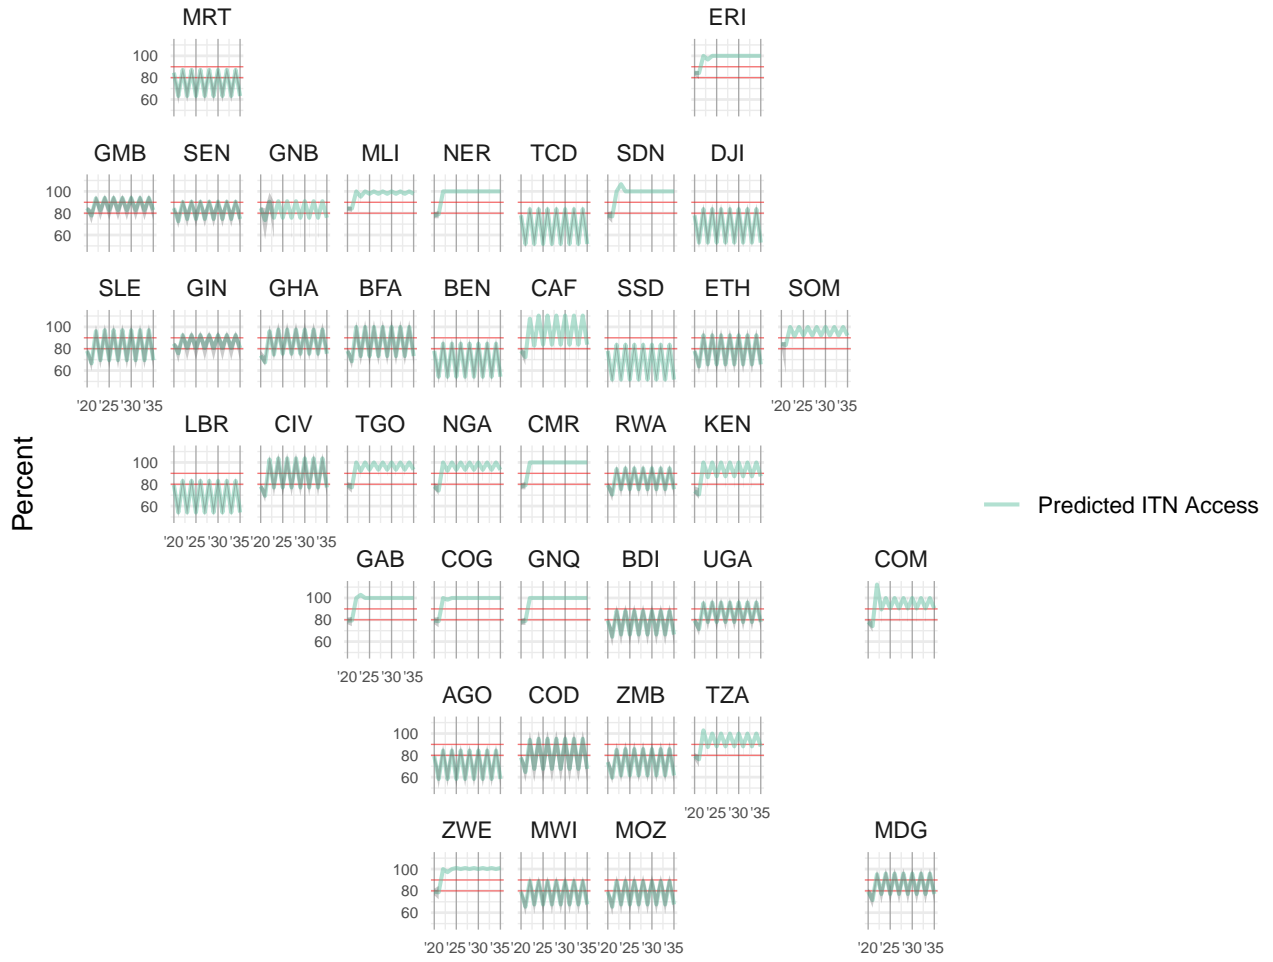 MRT ERI
100
80
60
GMB SEN GNB MLI NER TCD SDN DJI
100
80
60
SLE GIN GHA BFA BEN CAF SSD ETH SOM
100
80
60
'20 '25 '30 '35 '20 '25 '30 '35
LBR CIV TGO NGA CMR RWA KEN
100
80
60
'20 '25 '30 '35 '20 '25 '30 '35
Percent
Predicted ITN Access
GAB COG GNQ BDI UGA COM
100
80
60
'20 '25 '30 '35
AGO COD ZMB TZA
100
80
60
'20 '25 '30 '35
ZWE MWI MOZ MDG
100
80
60
'20 '25 '30 '35 '20 '25 '30 '35 '20 '25 '30 '35 '20 '25 '30 '35